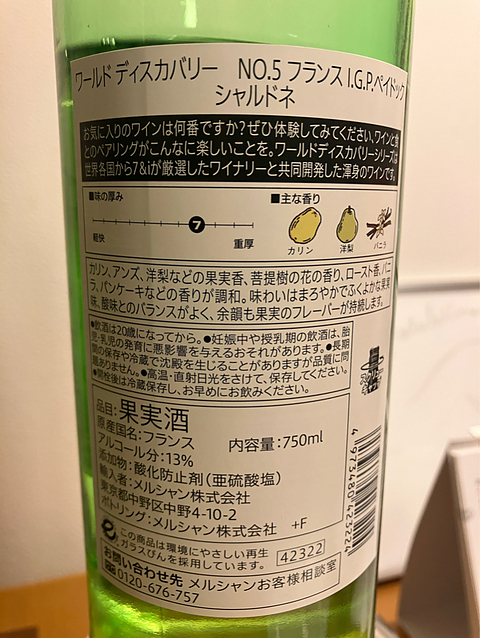 ワールド ディスカバリー NO.5 フランス I.G.P.ペイドック
シャルドネ
お気に入りのワインは何番ですか?ぜひ体験してみてください、ワインと食
とのペアリングがこんなに楽しいことを。ワールドディスカバリーシリーズは
世界各国から7&iが厳選したワイナリーと共同開発した渾身のワインです。
■味の厚み
7
軽快 重厚
■主な香り
カリン 洋梨 バニラ
カリン、アンズ、洋梨などの果実香、菩提樹の花の香り、ロースト香、バニ
ラ、パンケーキなどの香りが調和。味わいはまろやかでふくよかな果実
味、酸味とのバランスがよく、余韻も果実のフレーバーが持続します。
●飲酒は20歳になってから。●妊娠中や授乳期の飲酒は、胎
児・乳児の発育に悪影響を与えるおそれがあります。●長期
間の保存や冷蔵で沈殿を生じることがありますが品質に問
題ありません。●高温・直射日光をさけて、保存してください。
●開栓後は冷蔵保存し、お早めにお飲みください。
品目:果実酒
原産国名:フランス
内容量:750ml
アルコール分:13%
添加物:酸化防止剤(亜硫酸塩)
輸入者:メルシャン株式会社
東京都中野区中野4-10-2
ボトリング:メルシャン株式会社 +F
この商品は環境にやさしい再生
ガラスびんを採用しています。
42322
お問い合わせ先 メルシャンお客様相談室
0120-676-757
4973480423224